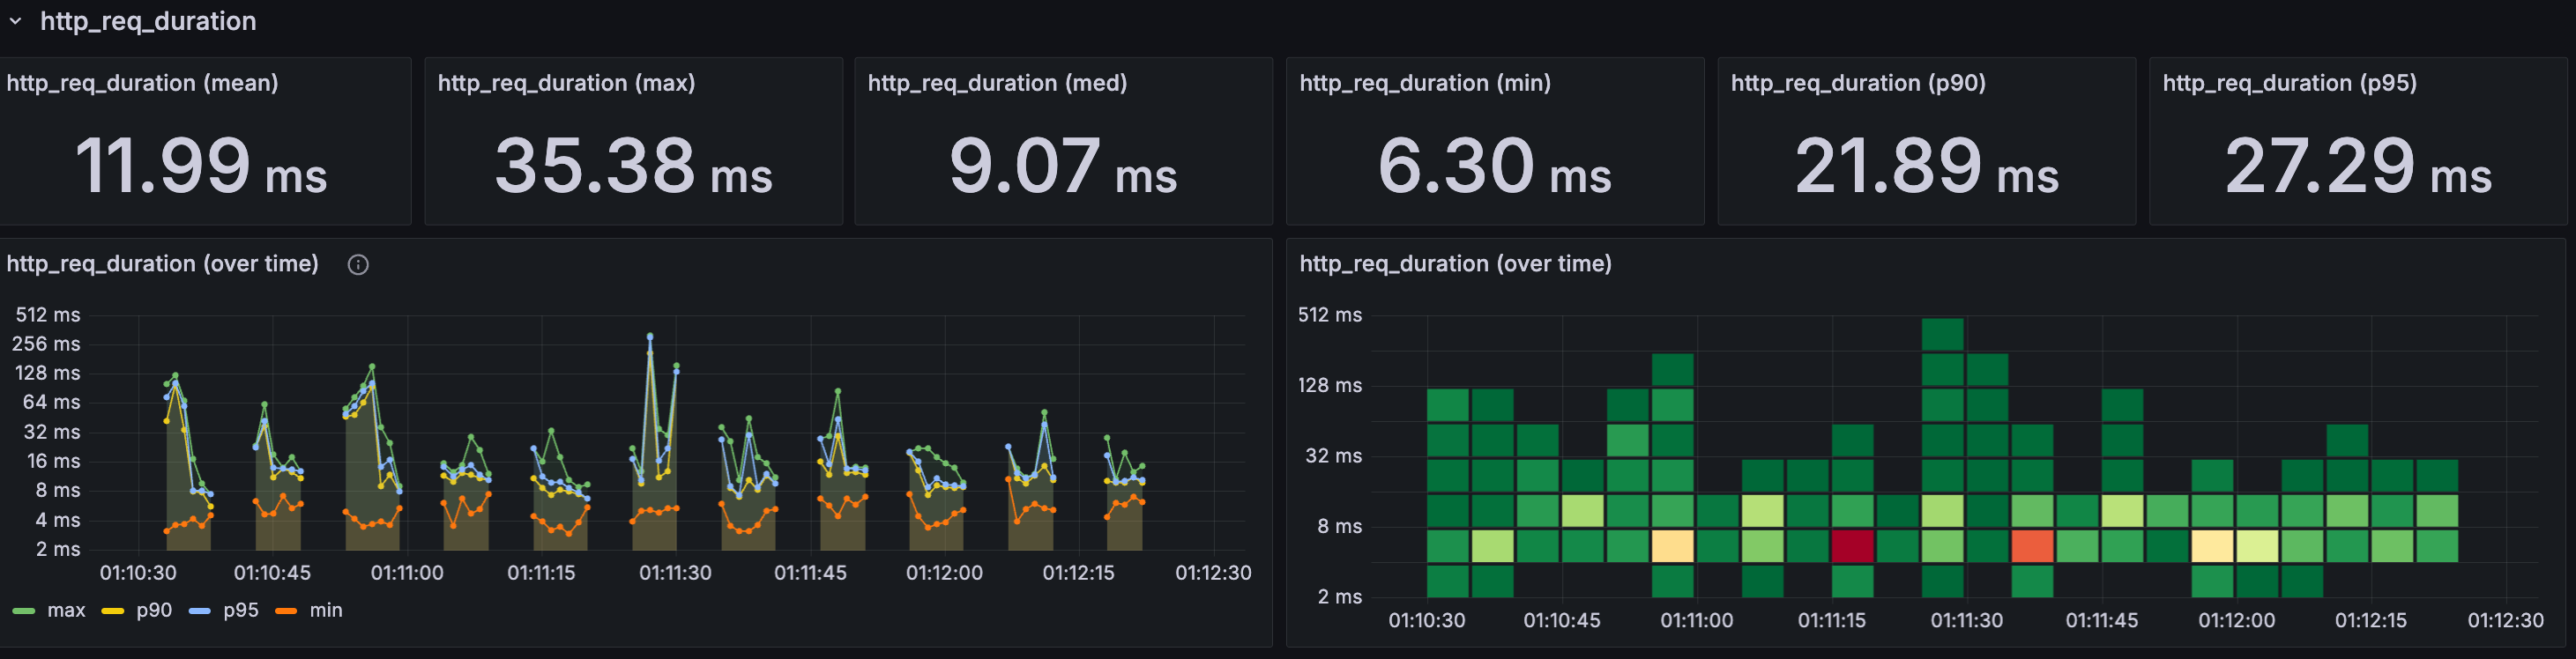 http_req_duration
http_req_duration (mean)
11.99 ms
http_req_duration (max)
35.38 ms
http_req_duration (med)
9.07 ms
http_req_duration (min)
6.30 ms
http_req_duration (p90)
21.89 ms
http_req_duration (p95)
27.29 ms
http_req_duration (over time)
512 ms
256 ms
128 ms
64 ms
32 ms
16 ms
8 ms
4 ms
2 ms
01:10:30 01:10:45 01:11:00 01:11:15 01:11:30 01:11:45 01:12:00 01:12:15 01:12:30
max p90 p95 min
http_req_duration (over time)
512 ms
128 ms
32 ms
8 ms
2 ms
01:10:30 01:10:45 01:11:00 01:11:15 01:11:30 01:11:45 01:12:00 01:12:15 01:12:30